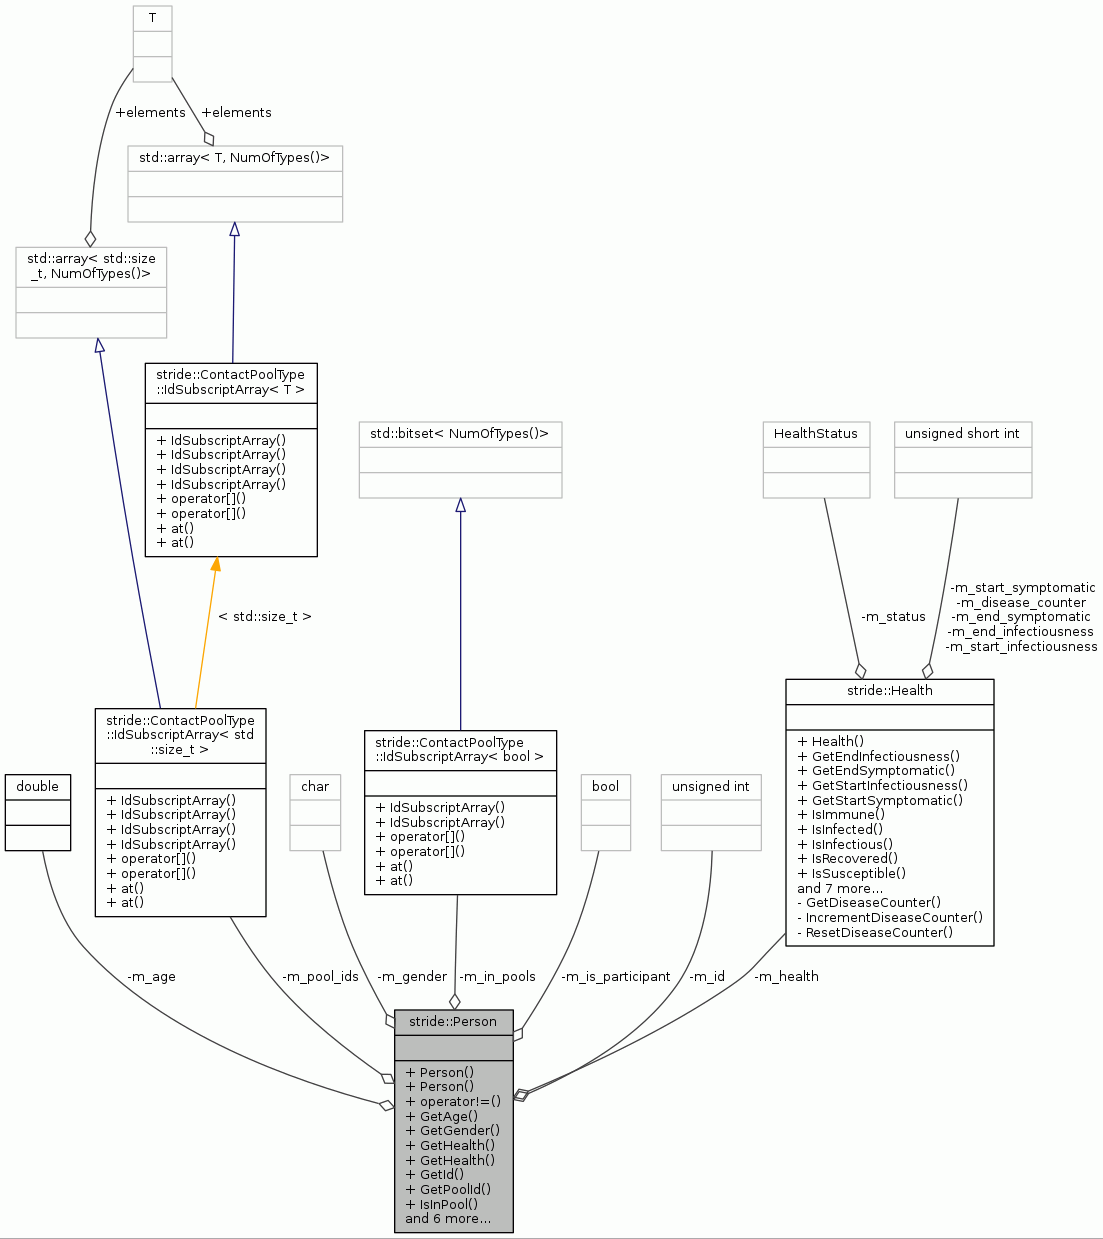 T
+elements
+elements
std::array< T, NumOfTypes()>
std::array< std::size
_t, NumOfTypes()>
stride::ContactPoolType
::IdSubscriptArray< T >
+ IdSubscriptArray()
+ IdSubscriptArray()
+ IdSubscriptArray()
+ IdSubscriptArray()
+ operator[]()
+ operator[]()
+ at()
+ at()
std::bitset< NumOfTypes()>
HealthStatus
unsigned short int
< std::size_t >
-m_status
-m_start_symptomatic
-m_disease_counter
-m_end_symptomatic
-m_end_infectiousness
-m_start_infectiousness
double
stride::ContactPoolType
::IdSubscriptArray< std
::size_t >
+ IdSubscriptArray()
+ IdSubscriptArray()
+ IdSubscriptArray()
+ IdSubscriptArray()
+ operator[]()
+ operator[]()
+ at()
+ at()
char
stride::ContactPoolType
::IdSubscriptArray< bool >
+ IdSubscriptArray()
+ IdSubscriptArray()
+ operator[]()
+ operator[]()
+ at()
+ at()
bool
unsigned int
stride::Health
+ Health()
+ GetEndInfectiousness()
+ GetEndSymptomatic()
+ GetStartInfectiousness()
+ GetStartSymptomatic()
+ IsImmune()
+ IsInfected()
+ IsInfectious()
+ IsRecovered()
+ IsSusceptible()
and 7 more...
- GetDiseaseCounter()
- IncrementDiseaseCounter()
- ResetDiseaseCounter()
-m_age
-m_pool_ids
-m_gender
-m_in_pools
-m_is_participant
-m_id
-m_health
stride::Person
+ Person()
+ Person()
+ operator!=()
+ GetAge()
+ GetGender()
+ GetHealth()
+ GetHealth()
+ GetId()
+ GetPoolId()
+ IsInPool()
and 6 more...